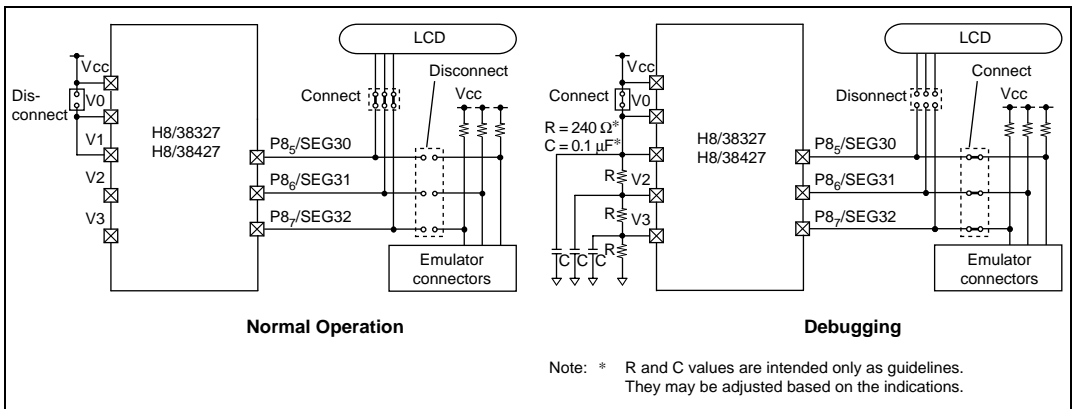 LCD
Vcc
Disconnect
Dis-
connect
V0
Connect
Vcc
V1
H8/38327
H8/38427
P85/SEG30
V2
P86/SEG31
V3
P87/SEG32
Emulator
connectors
Normal Operation
LCD
Vcc
Connect
Connect
V0
Disonnect
Vcc
R = 240 Ω*
C = 0.1 µF*
H8/38327
H8/38427
P85/SEG30
R
V2
P86/SEG31
R
V3
P87/SEG32
C
C
C
R
Emulator
connectors
Debugging
Note: * R and C values are intended only as guidelines.
They may be adjusted based on the indications.